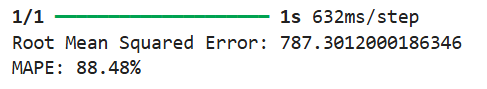 1/1 ━━━━━━━━━━━━━━━━━━━━ 1s 632ms/step
Root Mean Squared Error: 787.3012000186346
MAPE: 88.48%